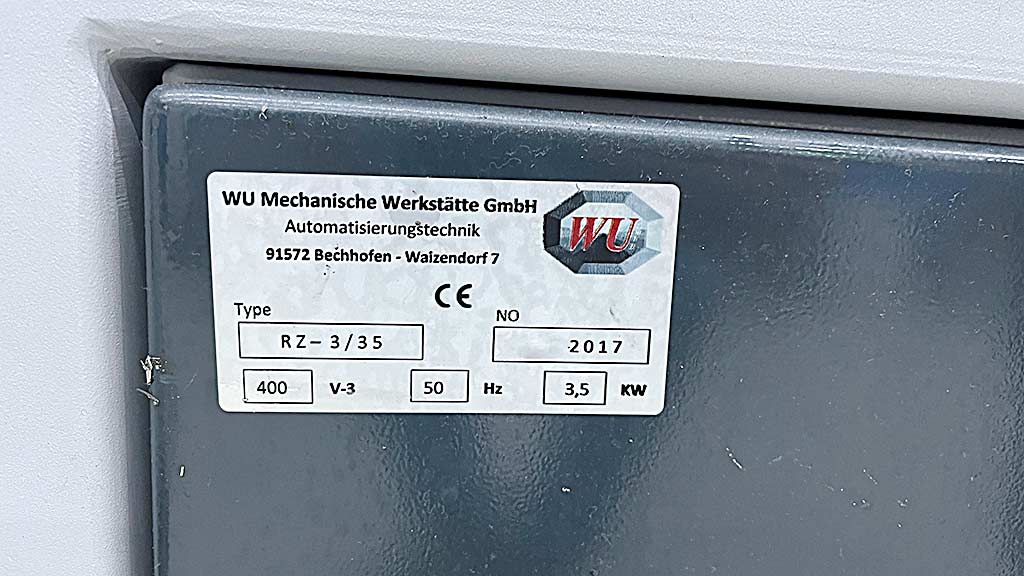 WU Mechanische Werkstätte GmbH
Automatisierungstechnik
91572 Bechhofen - Waizendorf 7
WU
CE
Type
NO
RZ-3/35
2017
400 V-3 50 Hz 3,5 KW